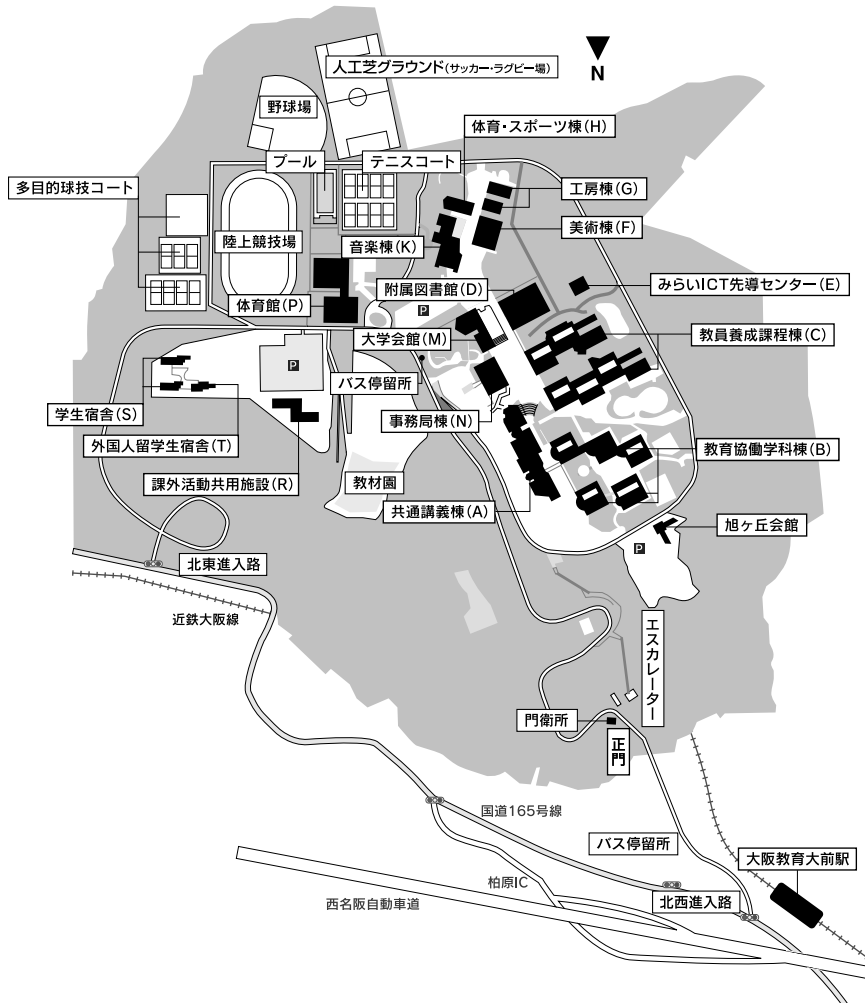 人工芝グラウンド(サッカー・ラグビー場)
N
野球場
体育・スポーツ棟(H)
プール
テニスコート
多目的球技コート
工房棟(G)
美術棟(F)
陸上競技場
音楽棟(K)
附属図書館(D)
みらいICT先導センター(E)
体育館(P)
P
大学会館(M)
教員養成課程棟(C)
P
バス停留所
学生宿舎(S)
事務局棟(N)
外国人留学生宿舎(T)
教育協働学科棟(B)
課外活動共用施設(R)
教材園
共通講義棟(A)
旭ヶ丘会館
P
北東進入路
近鉄大阪線
エスカレーター
門衛所
正門
国道165号線
バス停留所
大阪教育大前駅
柏原IC
北西進入路
西名阪自動車道